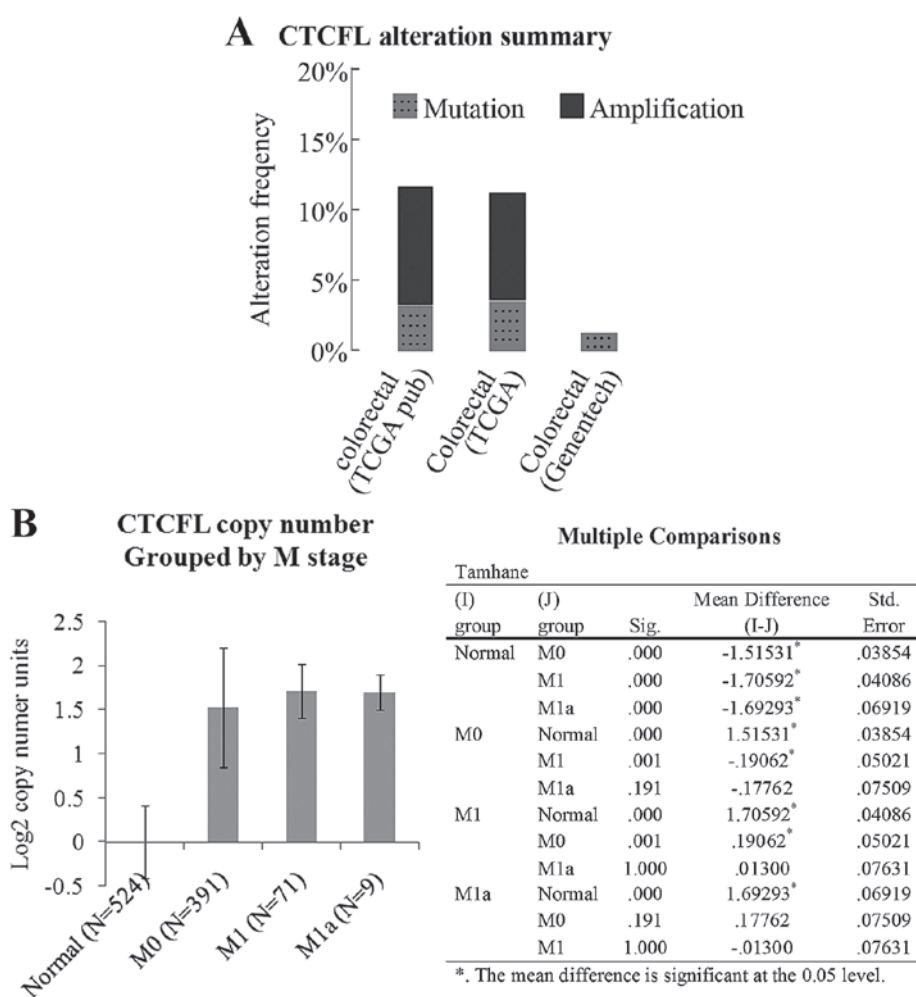 A CTCFL alteration summary
20%
15%
10%
5%
0%
Alteration freqency
Mutation Amplification
colorectal
(TCGA pub)
Colorectal
(TCGA)
Colorectal
(Genentech)
B CTCFL copy number
Grouped by M stage
2.5
2
1.5
1
0.5
0
-0.5
Log2 copy numer units
Normal (N=524)
M0 (N=391)
M1 (N=71)
M1a (N=9)
Multiple Comparisons
Tamhane
(I) (J) Mean Difference Std.
group group Sig. (I-J) Error
Normal M0 .000 -1.51531* .03854
M1 .000 -1.70592* .04086
M1a .000 -1.69293* .06919
M0 Normal .000 1.51531* .03854
M1 .001 -.19062* .05021
M1a .191 -.17762 .07509
M1 Normal .000 1.70592* .04086
M0 .001 .19062* .05021
M1a 1.000 .01300 .07631
M1a Normal .000 1.69293* .06919
M0 .191 .17762 .07509
M1 1.000 -.01300 .07631
*. The mean difference is significant at the 0.05 level.